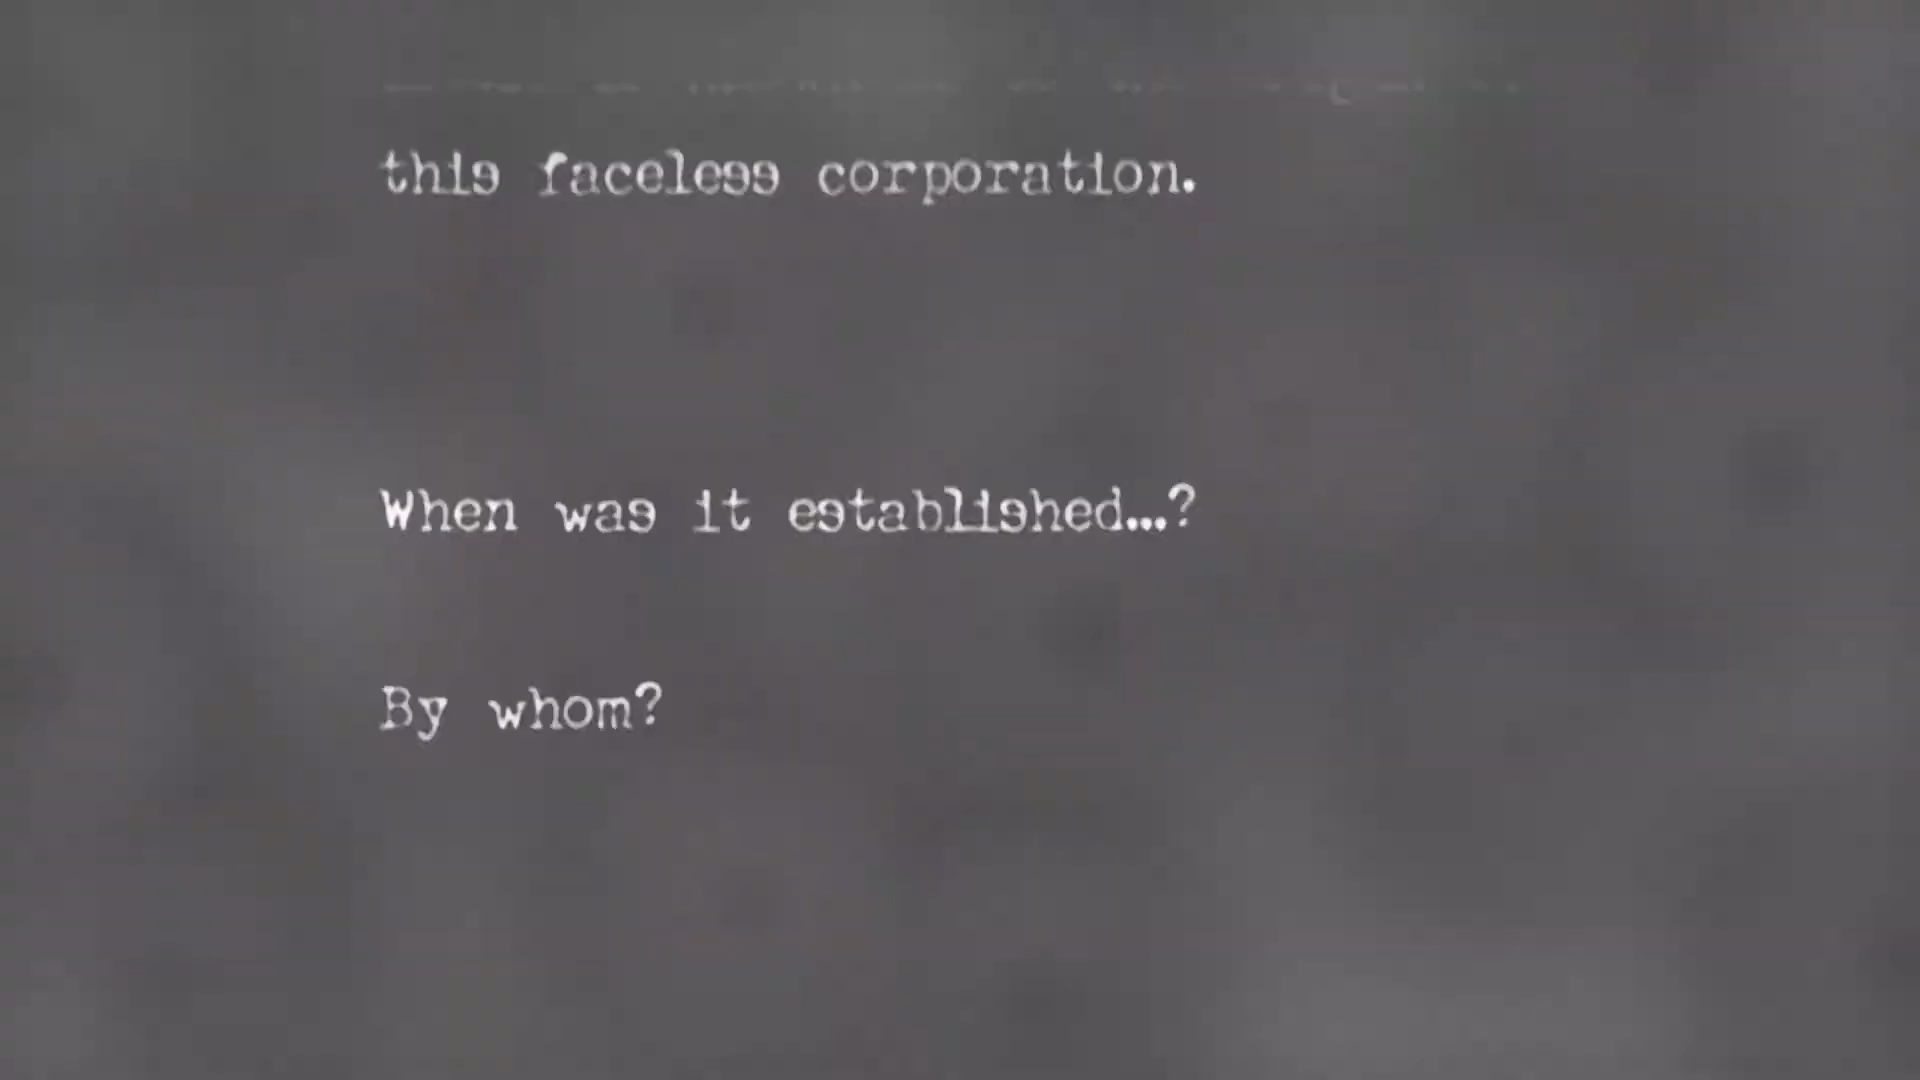 this faceless corporation.
When was it established...?
By whom?